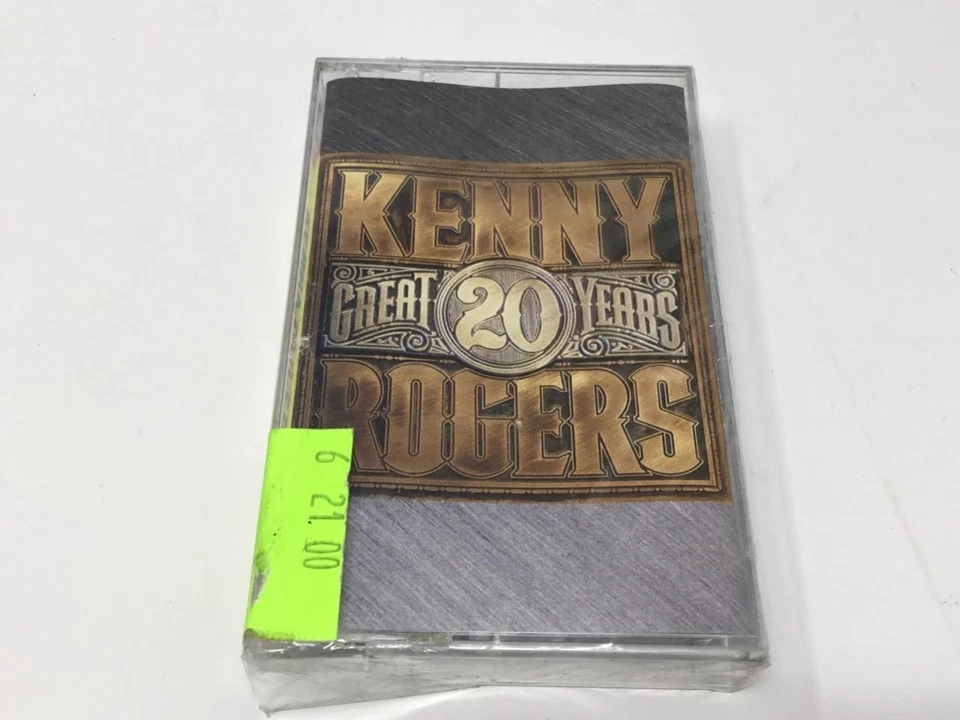 KENNY
GREAT 20 YEARS
ROGERS
6 21.00